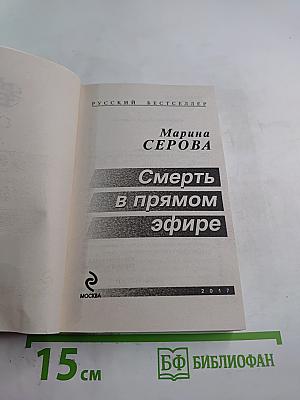 РУССКИЙ БЕСТСЕЛЛЕР
Марина
СЕРОВА
Смерть
в прямом
эфире
МОСКВА
2017
15 см
БФ БИБЛИОФАН